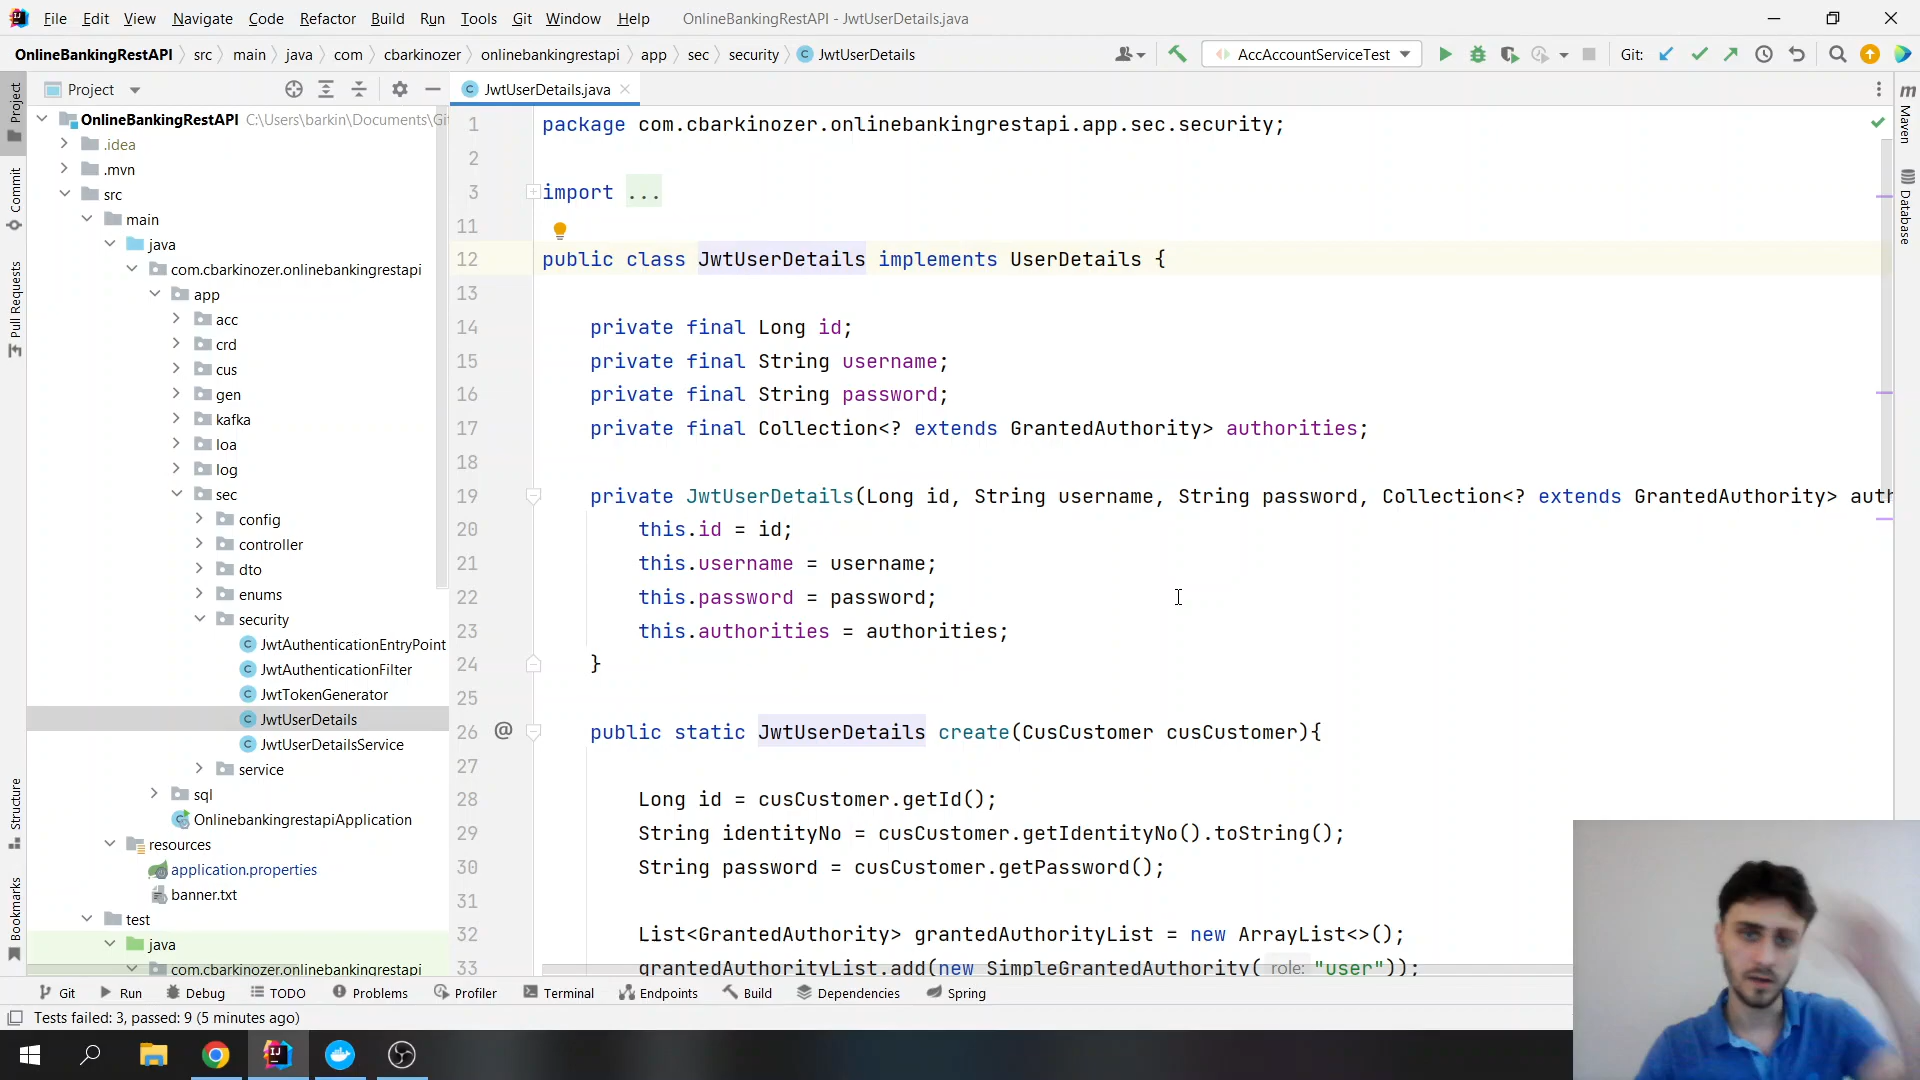 File Edit View Navigate Code Refactor Build Run Tools Git Window Help OnlineBankingRestAPI - JwtUserDetails.java
OnlineBankingRestAPI src main java com cbarkinozer onlinebankingrestapi app sec security JwtUserDetails AccAccountServiceTest Git:
Project
JwtUserDetails.java
OnlineBankingRestAPI C:\Users\barkin\Documents\Gi
.idea
.mvn
src
main
java
com.cbarkinozer.onlinebankingrestapi
app
acc
crd
cus
gen
kafka
loa
log
sec
config
controller
dto
enums
security
JwtAuthenticationEntryPoint
JwtAuthenticationFilter
JwtTokenGenerator
JwtUserDetails
JwtUserDetailsService
service
sql
OnlinebankingrestapiApplication
resources
application.properties
banner.txt
test
java
com.cbarkinozer.onlinebankingrestapi
Project
Commit
Pull Requests
Structure
Bookmarks
1 package com.cbarkinozer.onlinebankingrestapi.app.sec.security;
2
3 import ...
11
12 public class JwtUserDetails implements UserDetails {
13
14 private final Long id;
15 private final String username;
16 private final String password;
17 private final Collection<? extends GrantedAuthority> authorities;
18
19 private JwtUserDetails(Long id, String username, String password, Collection<? extends GrantedAuthority> auth
20 this.id = id;
21 this.username = username;
22 this.password = password;
23 this.authorities = authorities;
24 }
25
26 @ public static JwtUserDetails create(CusCustomer cusCustomer){
27
28 Long id = cusCustomer.getId();
29 String identityNo = cusCustomer.getIdentityNo().toString();
30 String password = cusCustomer.getPassword();
31
32 List<GrantedAuthority> grantedAuthorityList = new ArrayList<>();
33 grantedAuthorityList.add(new SimpleGrantedAuthority( role: "user"));
m Maven
Database
Git Run Debug TODO Problems Profiler Terminal Endpoints Build Dependencies Spring
Tests failed: 3, passed: 9 (5 minutes ago)